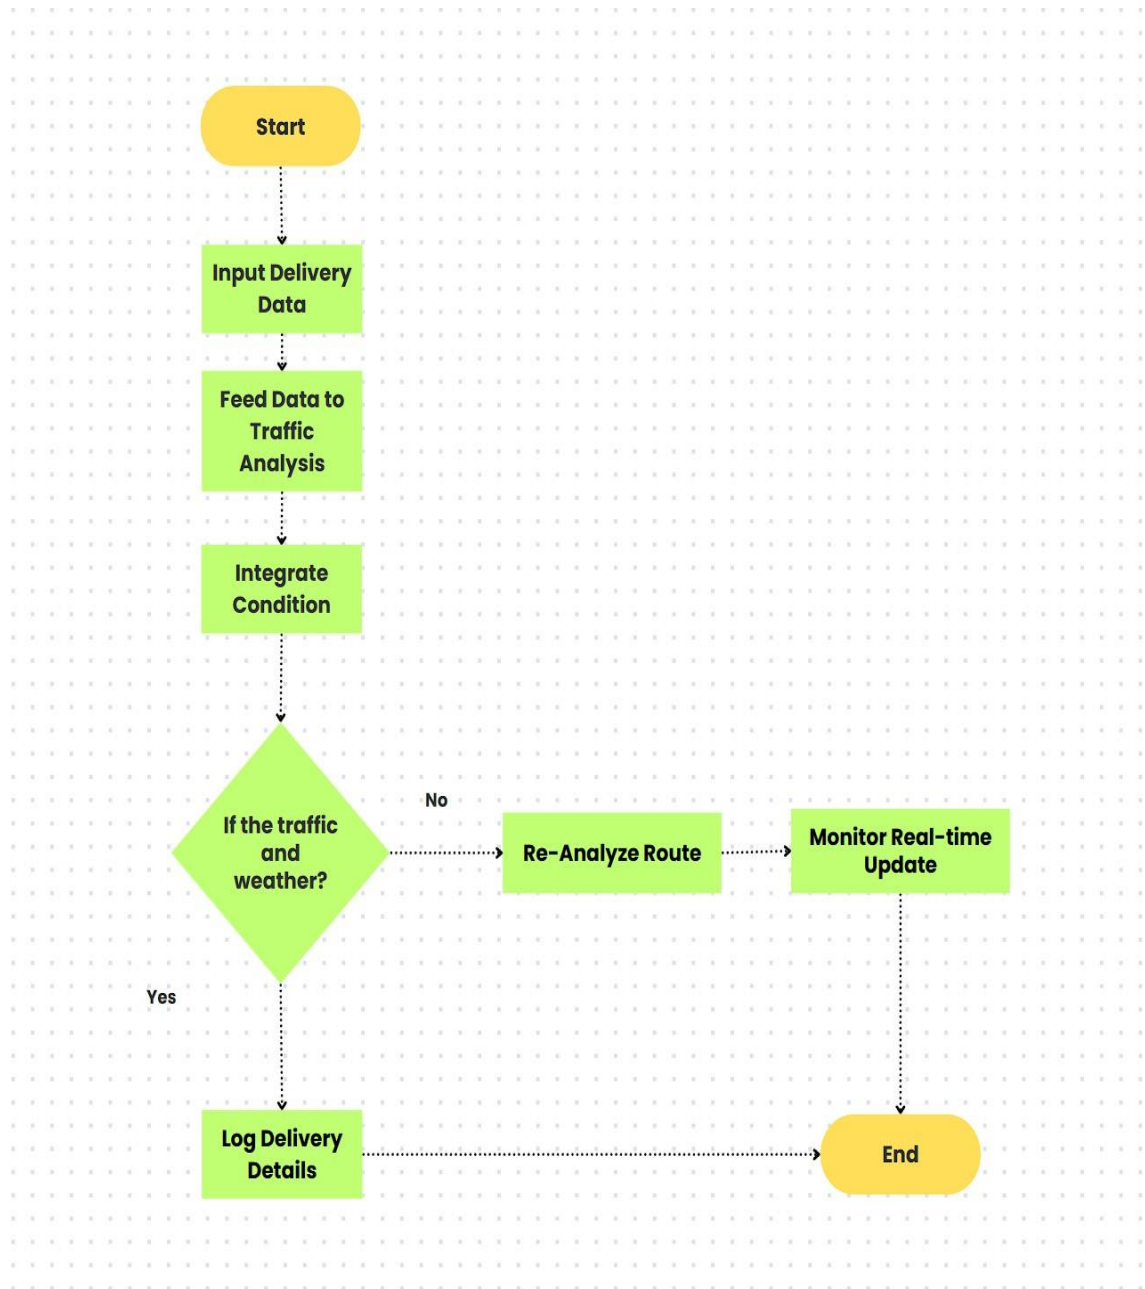 Start
Input Delivery
Data
Feed Data to
Traffic
Analysis
Integrate
Condition
If the traffic
and
weather?
No
Re-Analyze Route
Monitor Real-time
Update
Yes
Log Delivery
Details
End